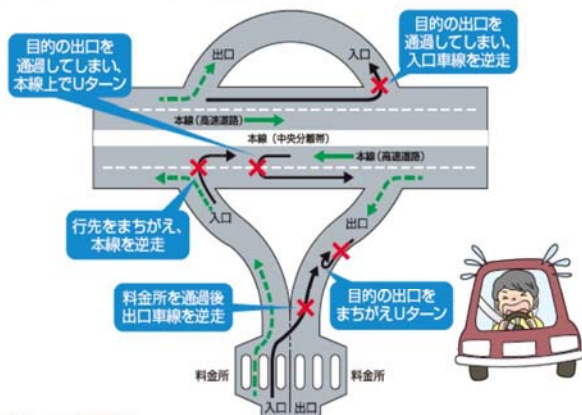 目的の出口を
通過してしまい、
本線上でUターン
出口
入口
目的の出口を
通過してしまい、
入口車線を逆走
本線(高速道路)
本線(中央分離帯)
本線(高速道路)
行先をまちがえ、
本線を逆走
入口
出口
料金所を通過後
出口車線を逆走
目的の出口を
まちがえUターン
料金所
料金所
入口
出口